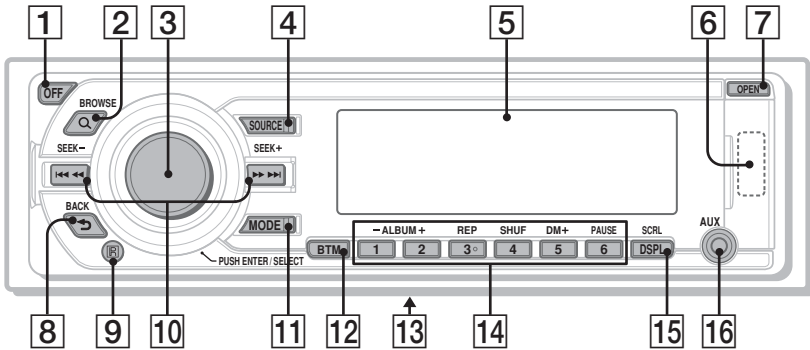 1 2 3 4 5 6 7
OFF
OPEN
BROWSE
SOURCE
SEEK− SEEK+
BACK
AUX
MODE
− ALBUM + REP SHUF DM+ PAUSE SCRL
BTM 1 2 3 4 5 6 DSPL
PUSH ENTER / SELECT
R
8 9 10 11 12 13 14 15 16